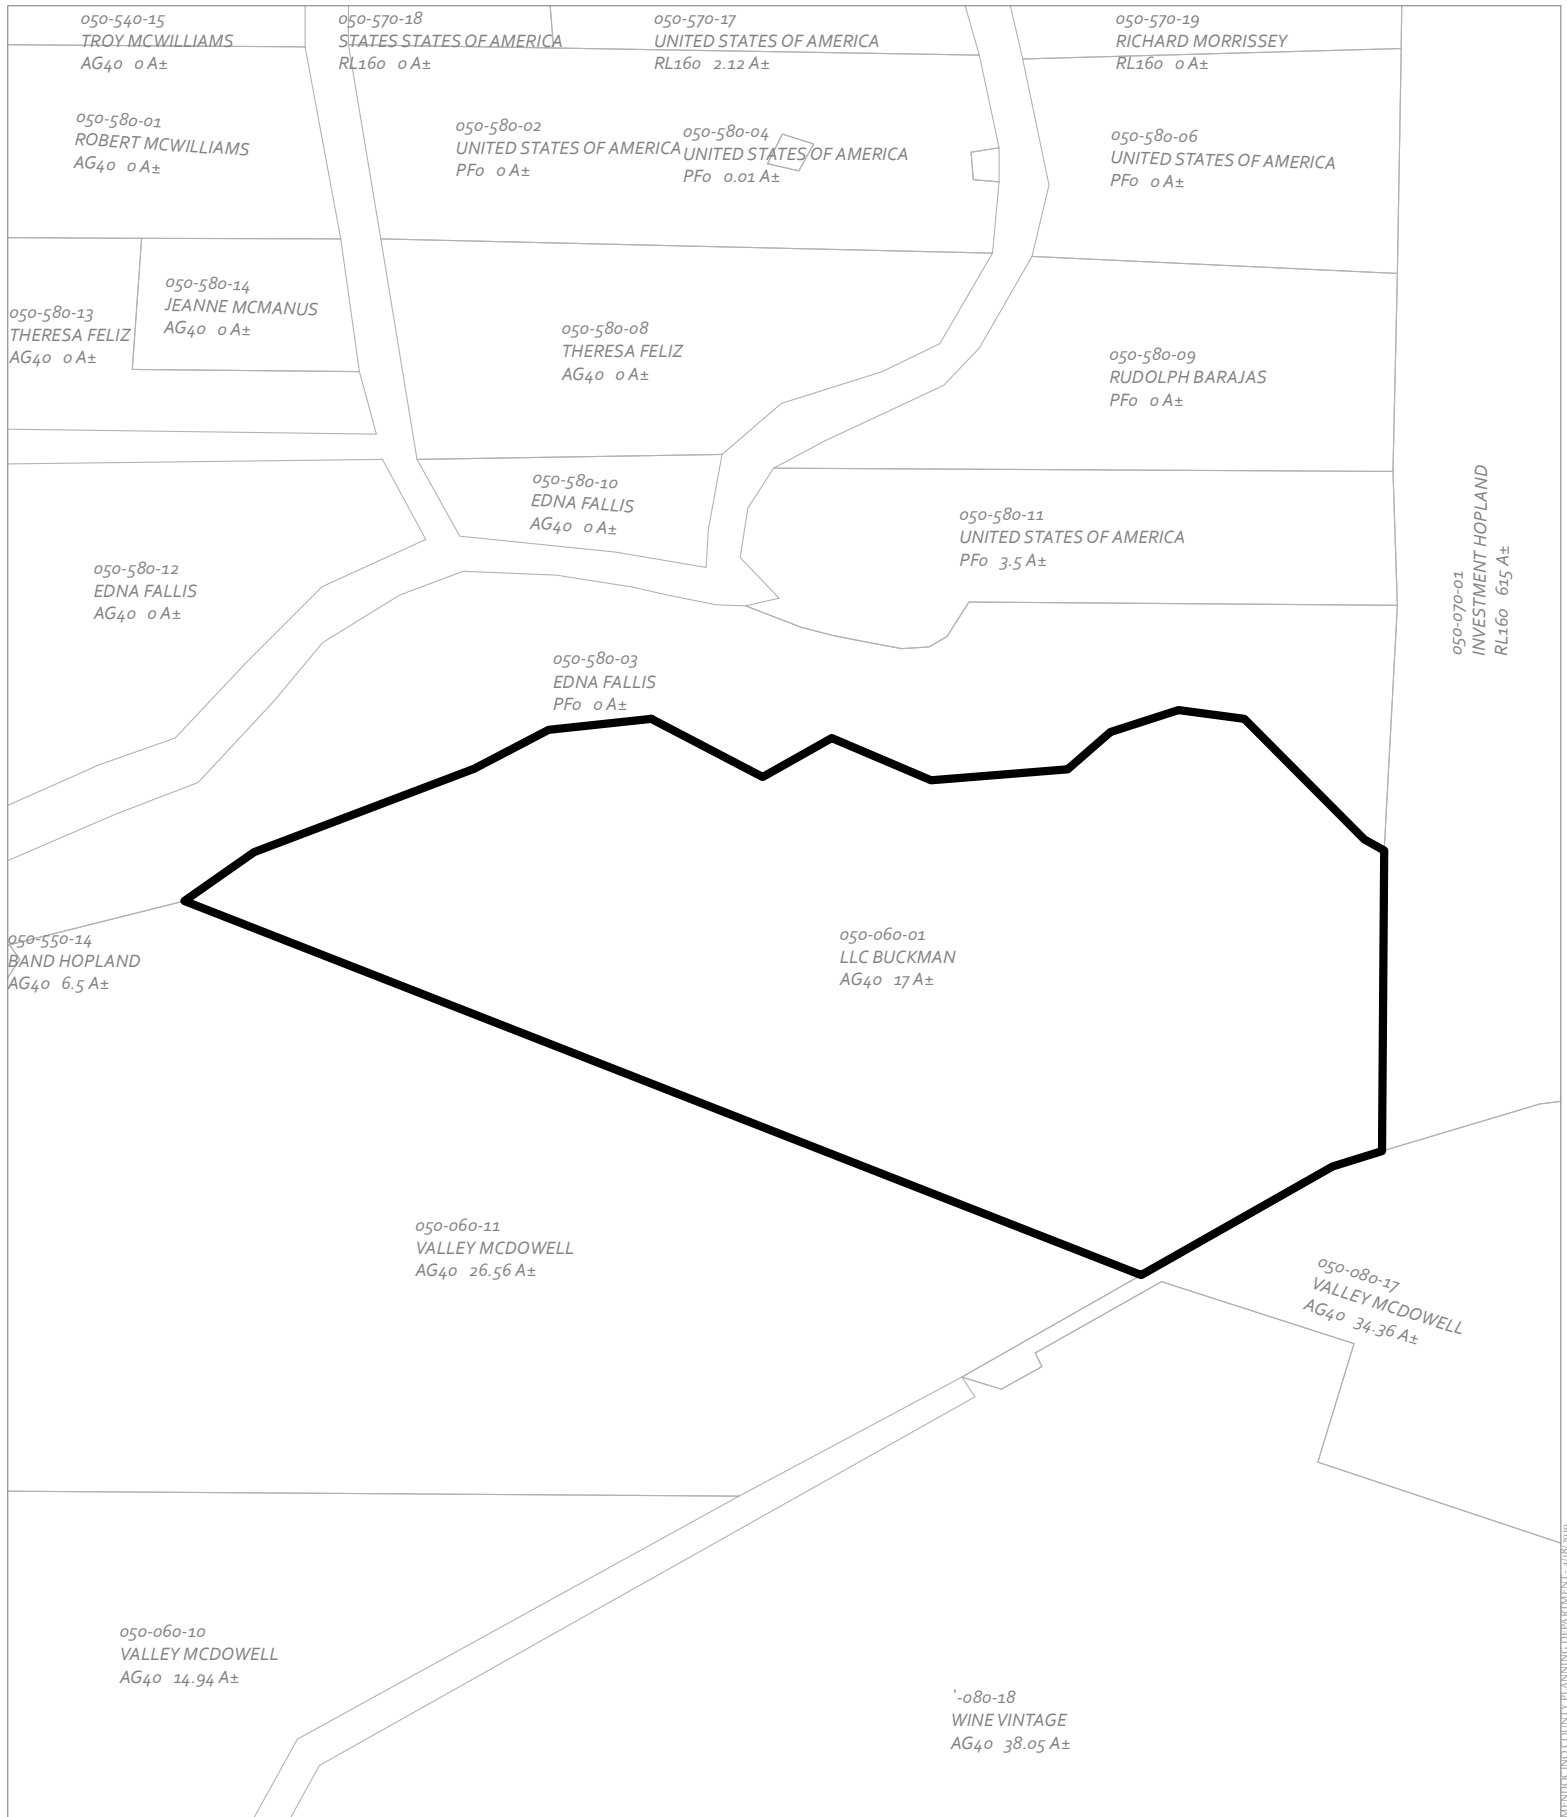 050-540-15
TROY MCWILLIAMS
AG40 0 A±
050-570-18
STATES STATES OF AMERICA
RL160 0 A±
050-570-17
UNITED STATES OF AMERICA
RL160 2.12 A±
050-570-19
RICHARD MORRISSEY
RL160 0 A±
050-580-01
ROBERT MCWILLIAMS
AG40 0 A±
050-580-02
UNITED STATES OF AMERICA
PF0 0 A±
050-580-04
UNITED STATES OF AMERICA
PF0 0.01 A±
050-580-06
UNITED STATES OF AMERICA
PF0 0 A±
050-580-13
THERESA FELIZ
AG40 0 A±
050-580-14
JEANNE MCMANUS
AG40 0 A±
050-580-08
THERESA FELIZ
AG40 0 A±
050-580-09
RUDOLPH BARAJAS
PF0 0 A±
050-580-10
EDNA FALLIS
AG40 0 A±
050-580-11
UNITED STATES OF AMERICA
PF0 3.5 A±
050-070-01
INVESTMENT HOPLAND
RL160 615 A±
050-580-12
EDNA FALLIS
AG40 0 A±
050-580-03
EDNA FALLIS
PF0 0 A±
050-550-14
BAND HOPLAND
AG40 6.5 A±
050-060-01
LLC BUCKMAN
AG40 17 A±
050-060-11
VALLEY MCDOWELL
AG40 26.56 A±
050-080-17
VALLEY MCDOWELL
AG40 34.36 A±
050-060-10
VALLEY MCDOWELL
AG40 14.94 A±
`-080-18
WINE VINTAGE
AG40 38.05 A±
MENDOCINO COUNTY PLANNING DEPARTMENT -